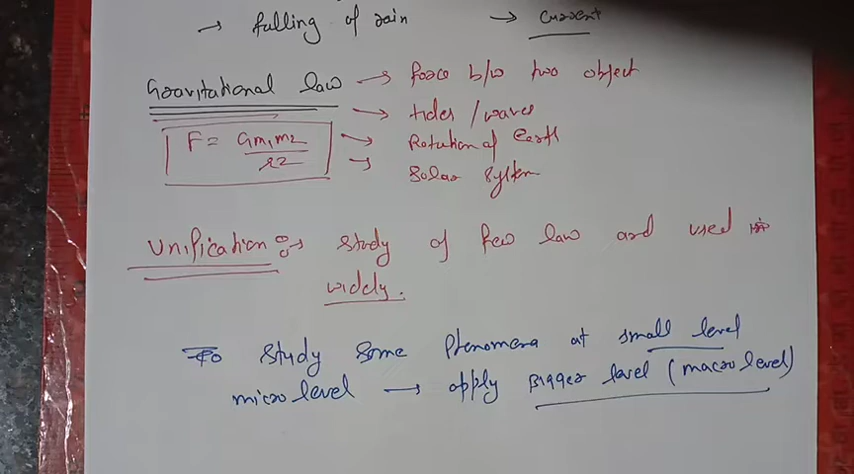 → falling of rain → Current
Gravitational law → force b/w two object
→ tides / waves
F = Gm₁m₂/r² → Rotation of Earth
→ Solar System
Unification :→ study of few law and used
widely.
To study some phenomena at small level
micro level → apply Bigger level (macro level)